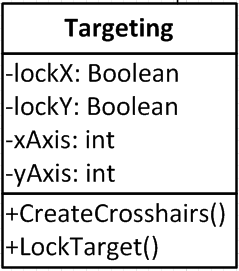 Targeting
-lockX: Boolean
-lockY: Boolean
-xAxis: int
-yAxis: int
+CreateCrosshairs()
+LockTarget()